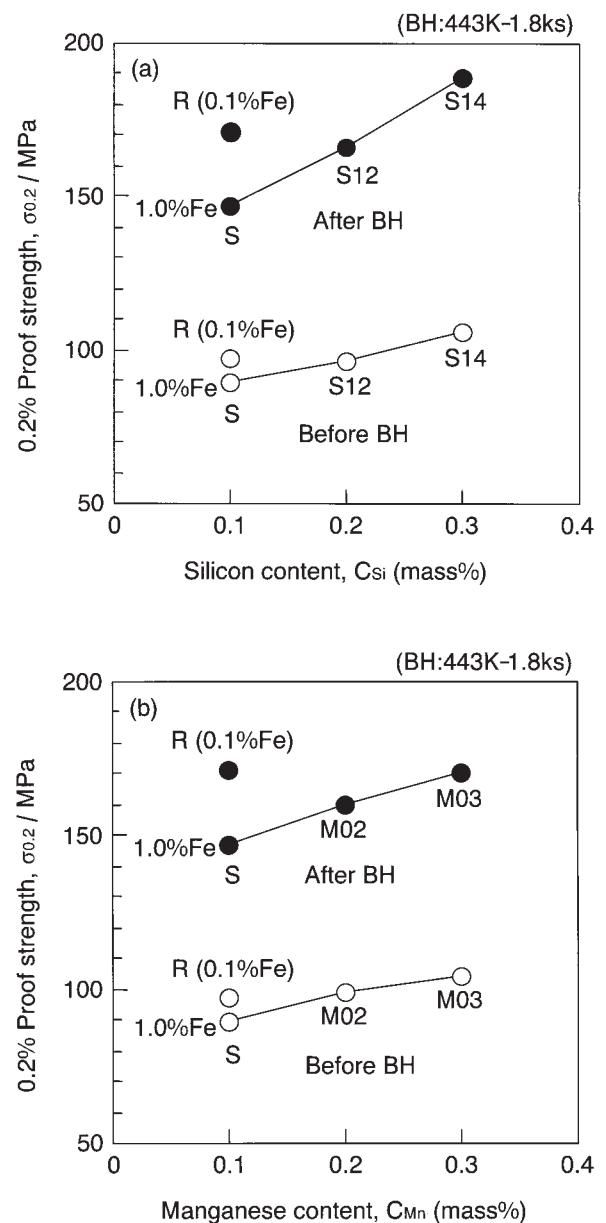 (BH:443K-1.8ks)
200
(a)
R (0.1%Fe)
S14
150
S12
1.0%Fe
After BH
S
R (0.1%Fe)
100
1.0%Fe
S12
S14
S
Before BH
50
0
0.1
0.2
0.3
0.4
0.2% Proof strength, σ0.2 / MPa
Silicon content, CSi (mass%)
(BH:443K-1.8ks)
200
(b)
R (0.1%Fe)
M03
150
M02
1.0%Fe
S
After BH
R (0.1%Fe)
100
1.0%Fe
M02
M03
S
Before BH
50
0
0.1
0.2
0.3
0.4
0.2% Proof strength, σ0.2 / MPa
Manganese content, CMn (mass%)